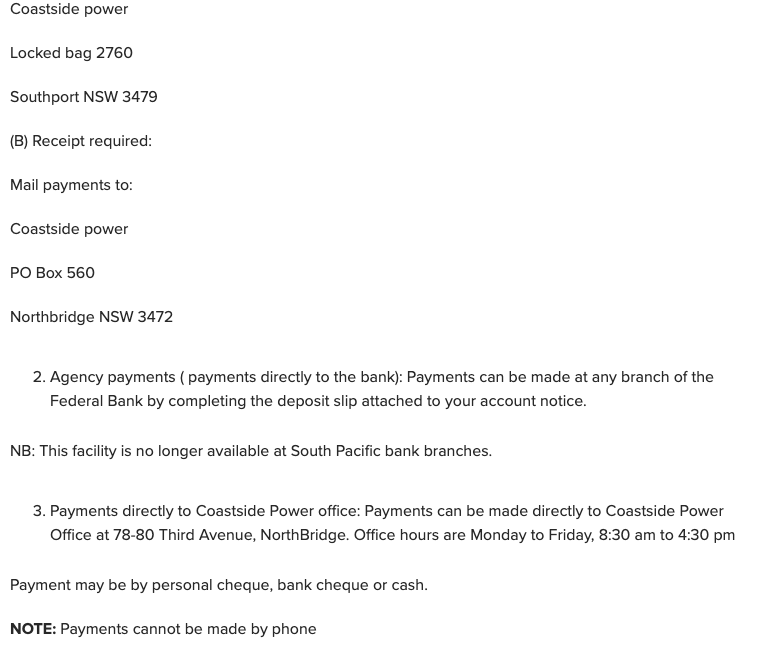 Coastside power
Locked bag 2760
Southport NSW 3479
(B) Receipt required:
Mail payments to:
Coastside power
PO Box 560
Northbridge NSW 3472
2. Agency payments ( payments directly to the bank): Payments can be made at any branch of the
Federal Bank by completing the deposit slip attached to your account notice.
NB: This facility is no longer available at South Pacific bank branches.
3. Payments directly to Coastside Power office: Payments can be made directly to Coastside Power
Office at 78-80 Third Avenue, NorthBridge. Office hours are Monday to Friday, 8:30 am to 4:30 pm
Payment may be by personal cheque, bank cheque or cash.
NOTE: Payments cannot be made by phone